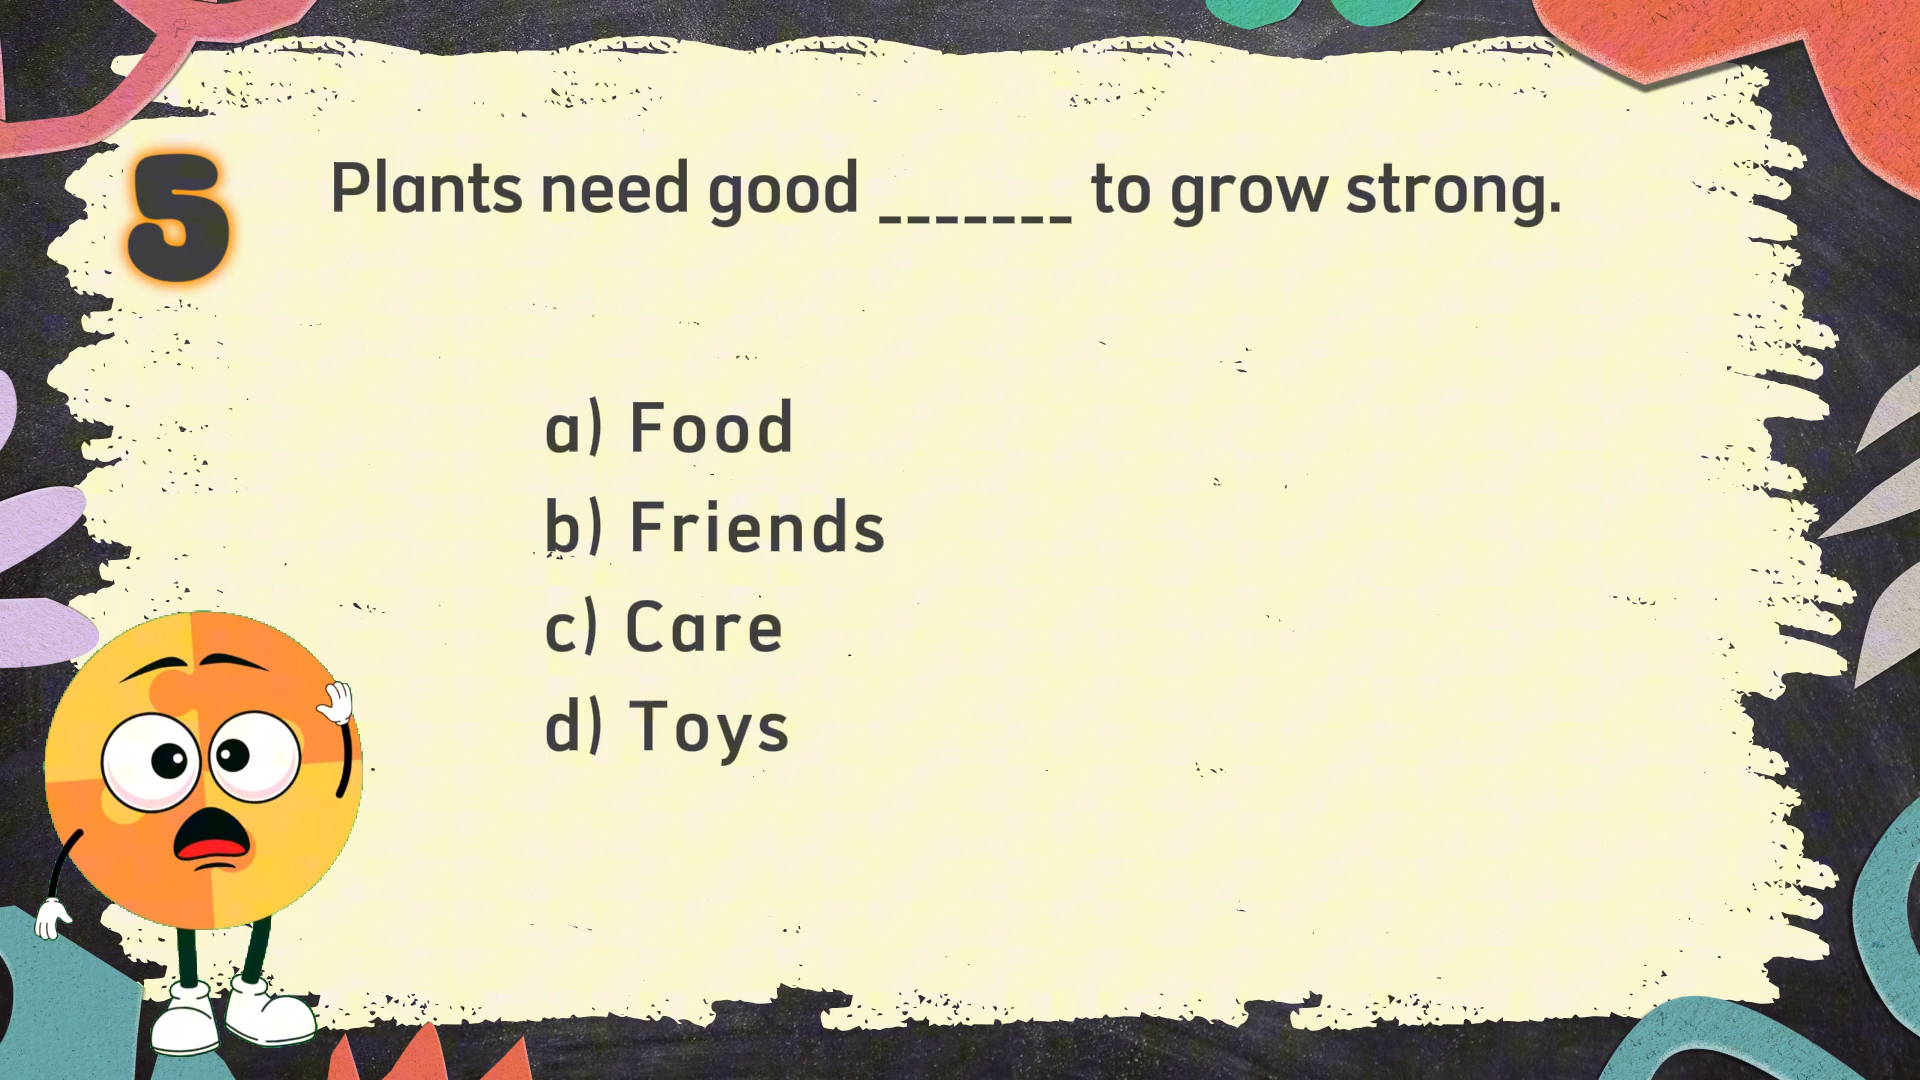 5
Plants need good _______ to grow strong.
a) Food
b) Friends
c) Care
d) Toys